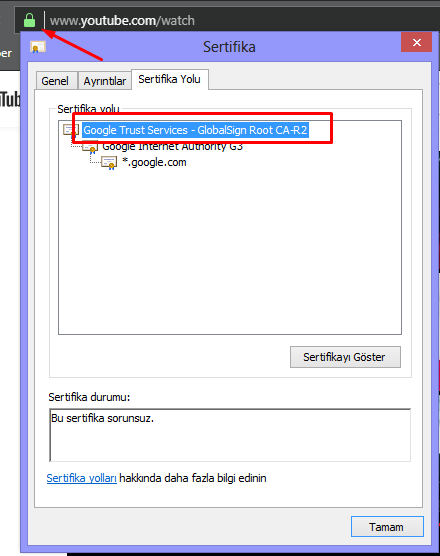 www.youtube.com/watch
Sertifika
Genel Ayrıntılar Sertifika Yolu
Sertifika yolu
Google Trust Services - GlobalSign Root CA-R2
Google Internet Authority G3
*.google.com
Sertifikayı Göster
Sertifika durumu:
Bu sertifika sorunsuz.
Sertifika yolları hakkında daha fazla bilgi edinin
Tamam